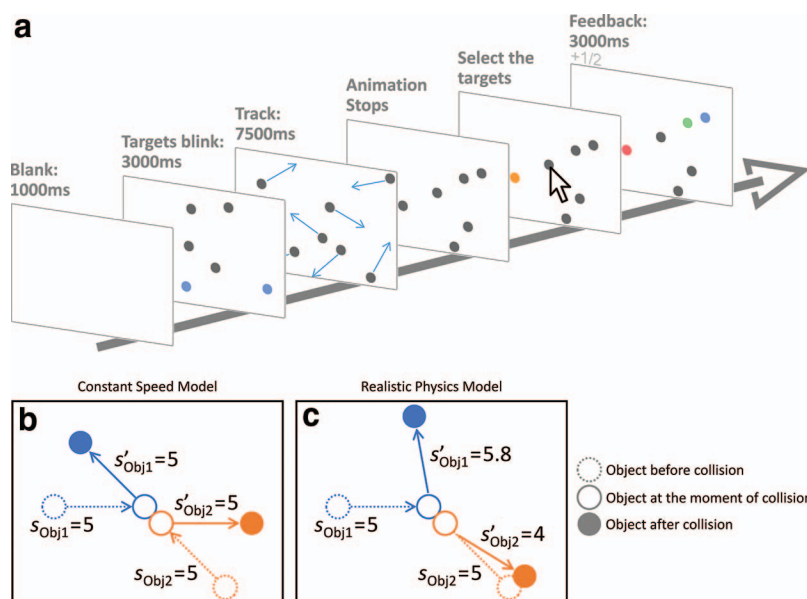 a
Blank:
1000ms
Targets blink:
3000ms
Track:
7500ms
Animation
Stops
Select the
targets
Feedback:
3000ms
+1/2
Constant Speed Model
b
s′Obj1=5
sObj1=5
s′Obj2=5
sObj2=5
Realistic Physics Model
c
s′Obj1=5.8
sObj1=5
s′Obj2=4
sObj2=5
Object before collision
Object at the moment of collision
Object after collision